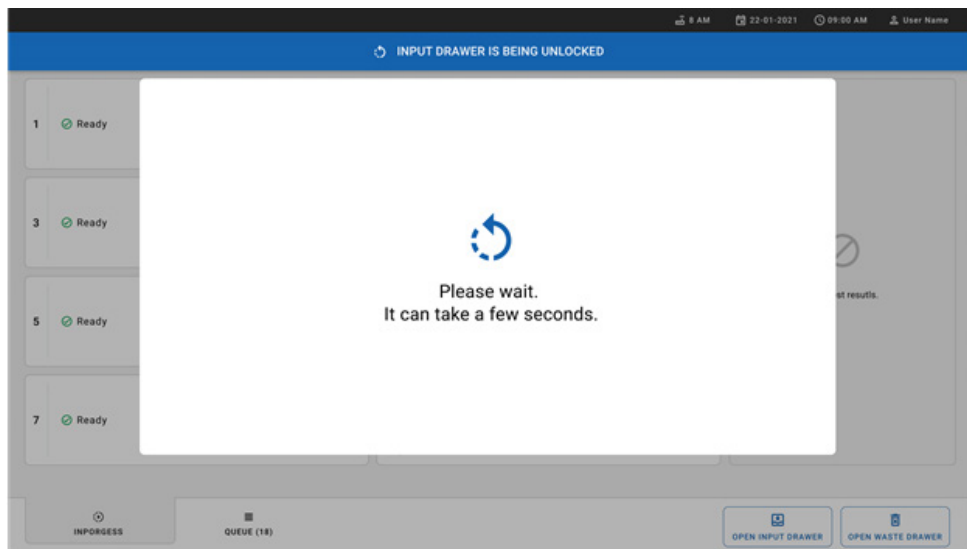 8 AM 22-01-2021 09:00 AM User Name
INPUT DRAWER IS BEING UNLOCKED
1 Ready
3 Ready
Please wait.
It can take a few seconds.
st resutls.
5 Ready
7 Ready
INPORGESS QUEUE (18) OPEN INPUT DRAWER OPEN WASTE DRAWER